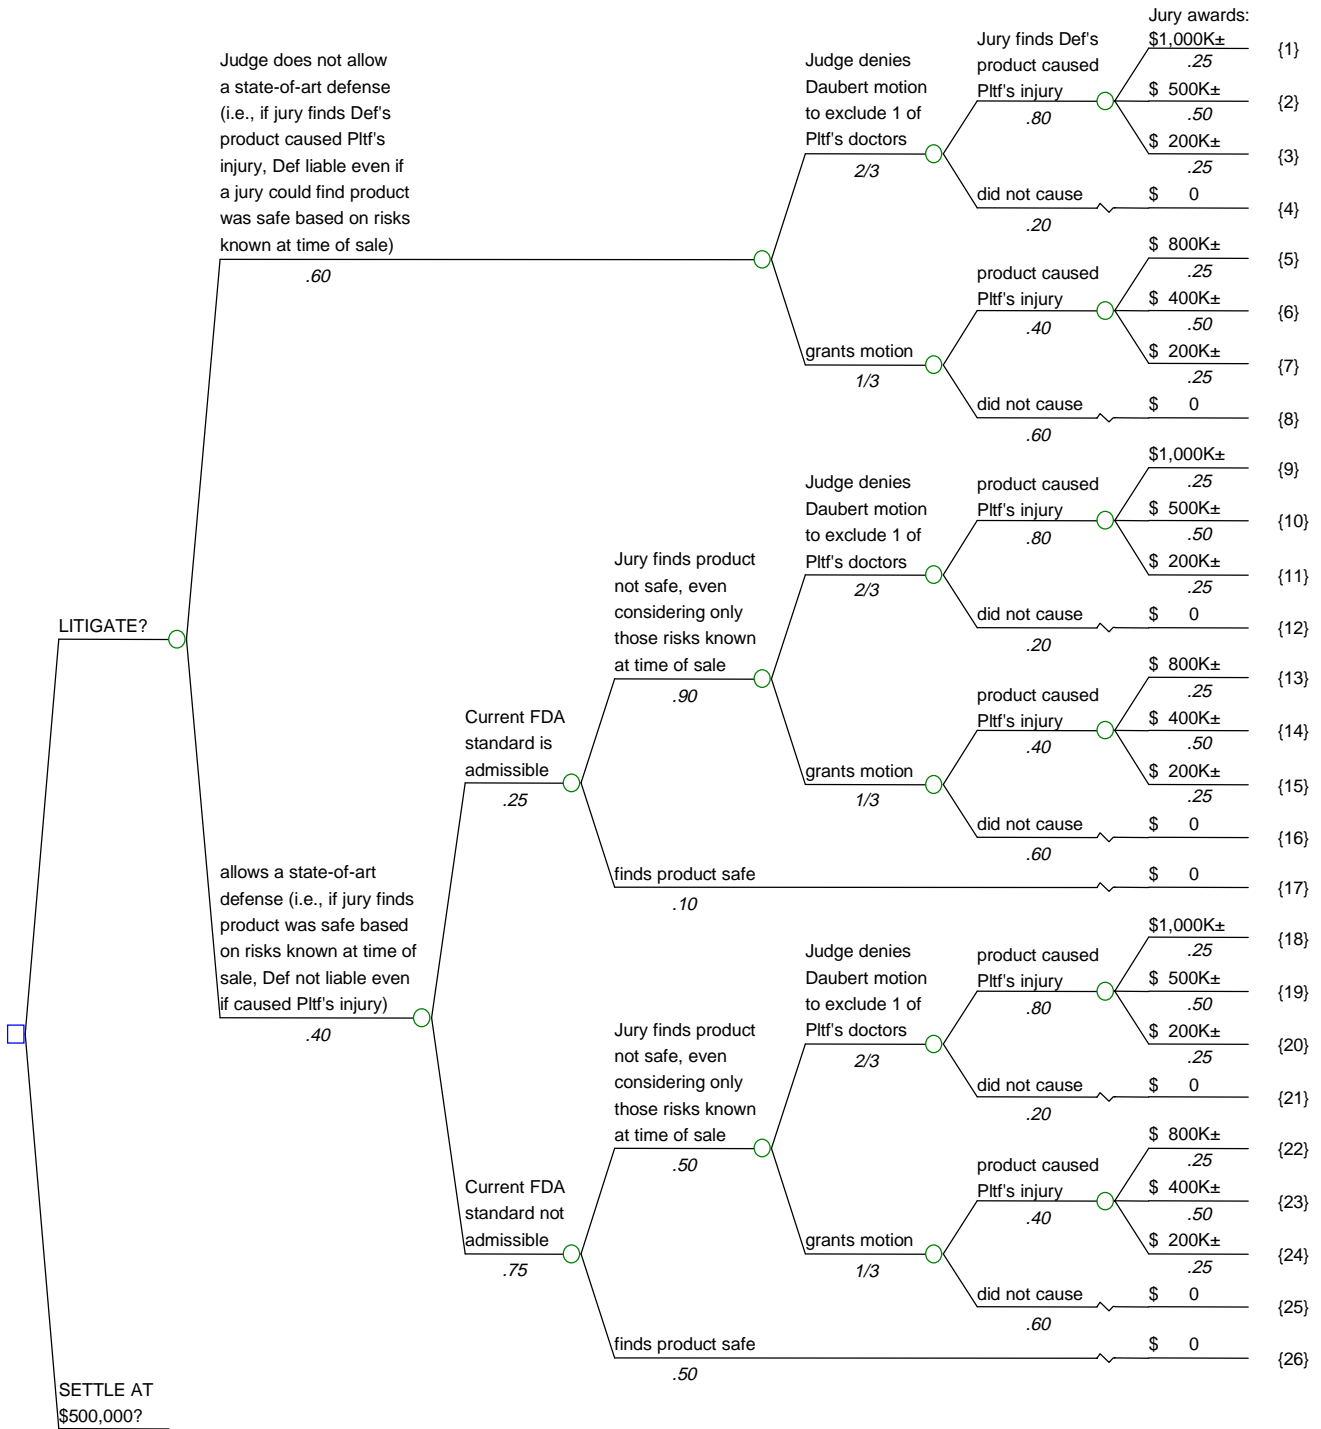 Jury awards:
Judge does not allow
a state-of-art defense
(i.e., if jury finds Def's
product caused Pltf's
injury, Def liable even if
a jury could find product
was safe based on risks
known at time of sale)
.60
Judge denies
Daubert motion
to exclude 1 of
Pltf's doctors
2/3
Jury finds Def's
product caused
Pltf's injury
.80
$1,000K±
.25
{1}
$ 500K±
.50
{2}
$ 200K±
.25
{3}
did not cause
.20
$ 0
{4}
grants motion
1/3
product caused
Pltf's injury
.40
$ 800K±
.25
{5}
$ 400K±
.50
{6}
$ 200K±
.25
{7}
did not cause
.60
$ 0
{8}
LITIGATE?
allows a state-of-art
defense (i.e., if jury finds
product was safe based
on risks known at time of
sale, Def not liable even
if caused Pltf's injury)
.40
Current FDA
standard is
admissible
.25
Jury finds product
not safe, even
considering only
those risks known
at time of sale
.90
Judge denies
Daubert motion
to exclude 1 of
Pltf's doctors
2/3
product caused
Pltf's injury
.80
$1,000K±
.25
{9}
$ 500K±
.50
{10}
$ 200K±
.25
{11}
did not cause
.20
$ 0
{12}
grants motion
1/3
product caused
Pltf's injury
.40
$ 800K±
.25
{13}
$ 400K±
.50
{14}
$ 200K±
.25
{15}
did not cause
.60
$ 0
{16}
finds product safe
.10
$ 0
{17}
Current FDA
standard not
admissible
.75
Jury finds product
not safe, even
considering only
those risks known
at time of sale
.50
Judge denies
Daubert motion
to exclude 1 of
Pltf's doctors
2/3
product caused
Pltf's injury
.80
$1,000K±
.25
{18}
$ 500K±
.50
{19}
$ 200K±
.25
{20}
did not cause
.20
$ 0
{21}
grants motion
1/3
product caused
Pltf's injury
.40
$ 800K±
.25
{22}
$ 400K±
.50
{23}
$ 200K±
.25
{24}
did not cause
.60
$ 0
{25}
finds product safe
.50
$ 0
{26}
SETTLE AT
$500,000?